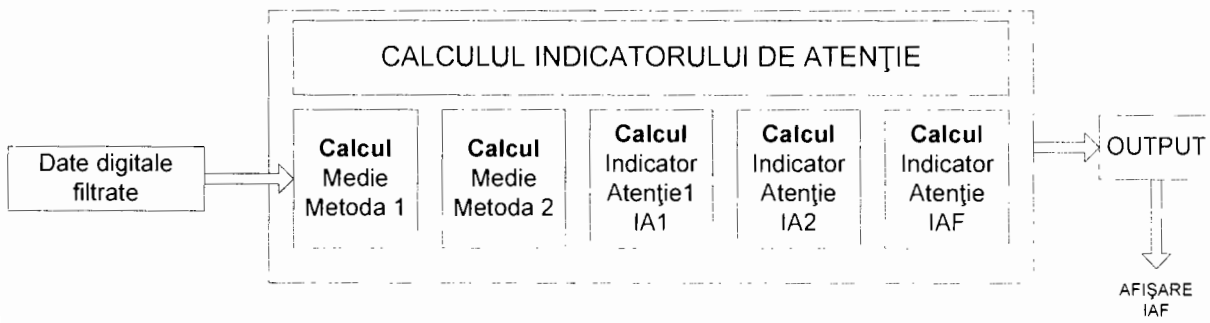 CALCULUL INDICATORULUI DE ATENŢIE
Date digitale
filtrate
Calcul
Medie
Metoda 1
Calcul
Medie
Metoda 2
Calcul
Indicator
Atenţie1
IA1
Calcul
Indicator
Atenţie
IA2
Calcul
Indicator
Atenţie
IAF
OUTPUT
AFIŞARE
IAF